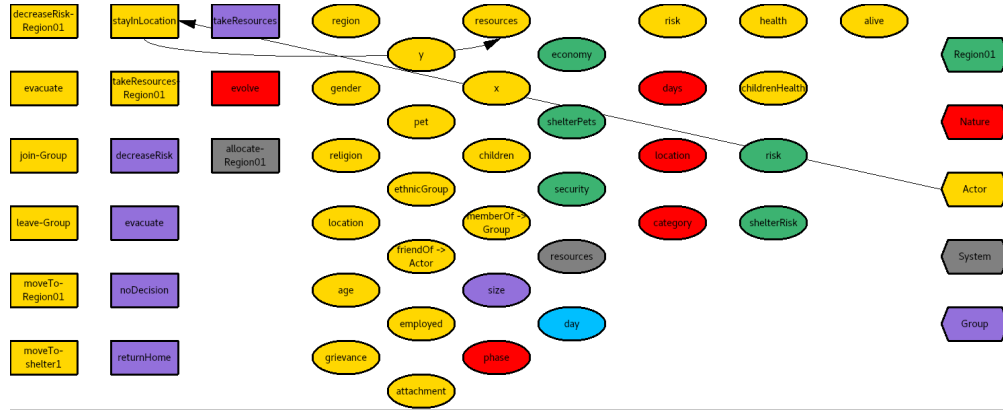 decreaseRisk-
Region01
stayInLocation
takeResources
region
resources
risk
health
alive
y
economy
Region01
evacuate
takeResources-
Region01
evolve
gender
x
days
childrenHealth
Nature
pet
shelterPets
join-Group
decreaseRisk
allocate-
Region01
religion
children
location
risk
Actor
ethnicGroup
security
leave-Group
evacuate
location
memberOf ->
Group
category
shelterRisk
friendOf ->
Actor
resources
System
moveTo-
Region01
noDecision
age
size
employed
day
Group
moveTo-
shelter1
returnHome
grievance
phase
attachment